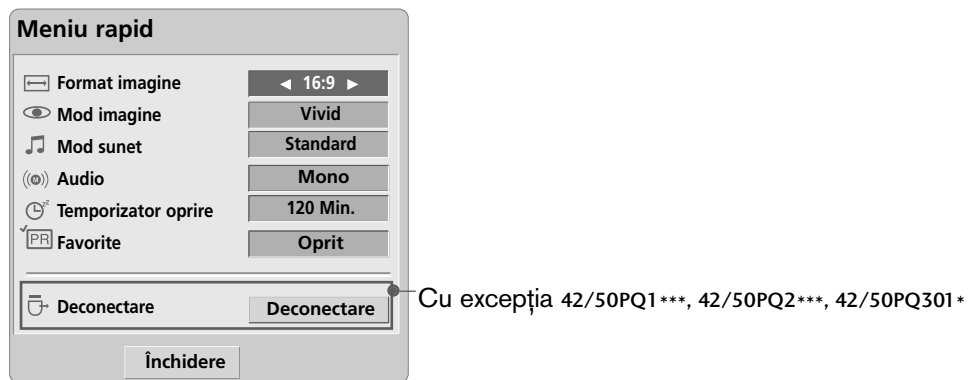 Meniu rapid
Format imagine ◄ 16:9 ►
Mod imagine Vivid
Mod sunet Standard
Audio Mono
Temporizator oprire 120 Min.
PR Favorite Oprit
Deconectare Deconectare
Cu excepția 42/50PQ1***, 42/50PQ2***, 42/50PQ301*
Închidere